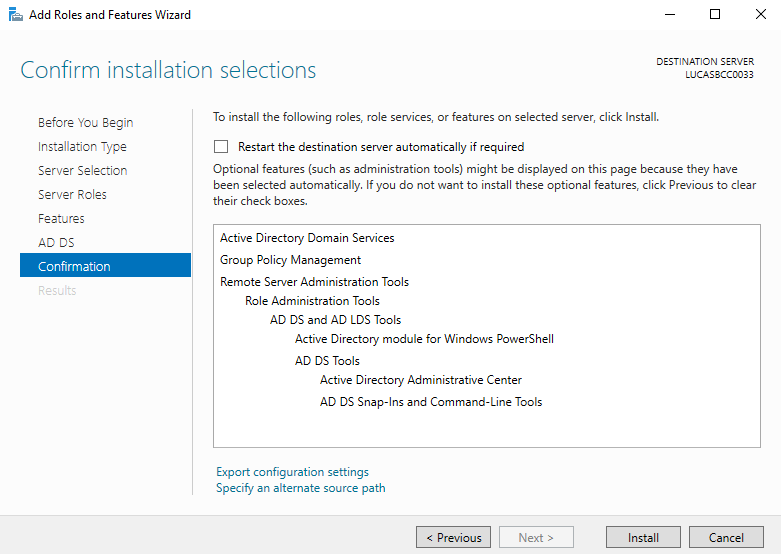 Add Roles and Features Wizard
Confirm installation selections
DESTINATION SERVER
LUCASBCC0033
Before You Begin
Installation Type
Server Selection
Server Roles
Features
AD DS
Confirmation
Results
To install the following roles, role services, or features on selected server, click Install.
Restart the destination server automatically if required
Optional features (such as administration tools) might be displayed on this page because they have
been selected automatically. If you do not want to install these optional features, click Previous to clear
their check boxes.
Active Directory Domain Services
Group Policy Management
Remote Server Administration Tools
Role Administration Tools
AD DS and AD LDS Tools
Active Directory module for Windows PowerShell
AD DS Tools
Active Directory Administrative Center
AD DS Snap-Ins and Command-Line Tools
Export configuration settings
Specify an alternate source path
< Previous
Next >
Install
Cancel